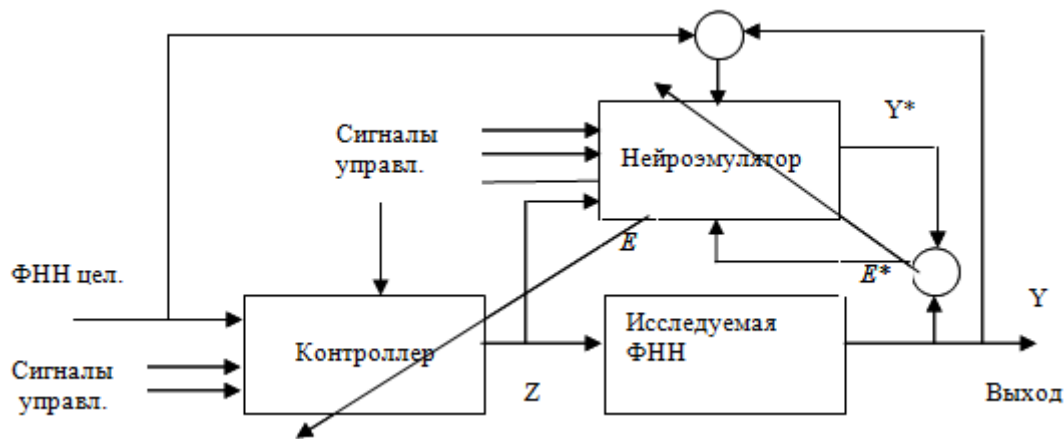 Y*
Сигналы
управл.
Нейроэмулятор
E
E*
ФНН цел.
Y
Исследуемая
ФНН
Контроллер
Сигналы
управл.
Z
Выход